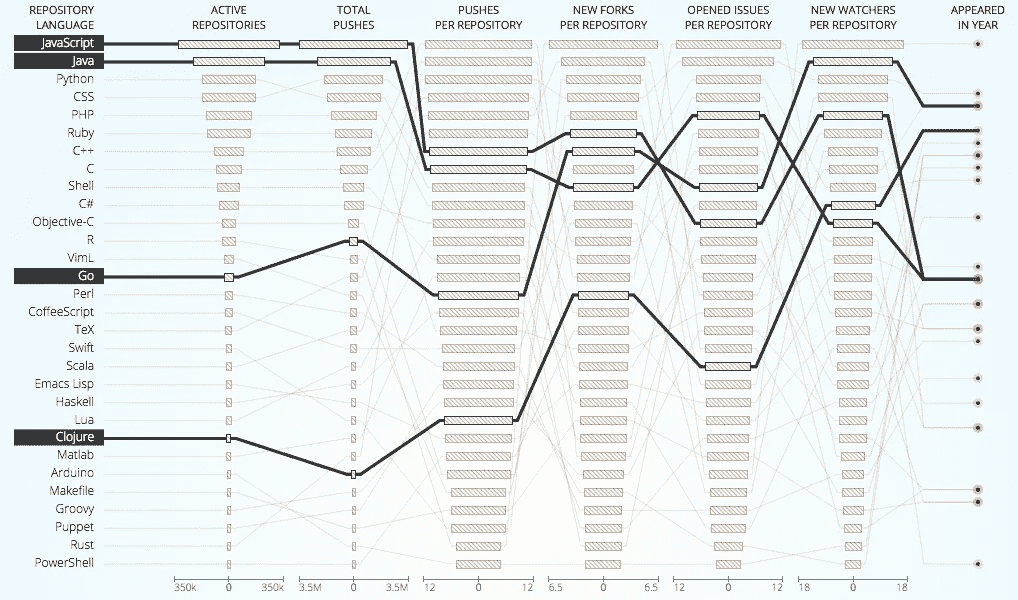 REPOSITORY LANGUAGE
ACTIVE REPOSITORIES
TOTAL PUSHES
PUSHES PER REPOSITORY
NEW FORKS PER REPOSITORY
OPENED ISSUES PER REPOSITORY
NEW WATCHERS PER REPOSITORY
APPEARED IN YEAR
JavaScript
Java
Python
CSS
PHP
Ruby
C++
C
Shell
C#
Objective-C
R
VimL
Go
Perl
CoffeeScript
TeX
Swift
Scala
Emacs Lisp
Haskell
Lua
Clojure
Matlab
Arduino
Makefile
Groovy
Puppet
Rust
PowerShell
350k 0 350k 3.5M 0 3.5M 12 0 12 6.5 0 6.5 12 0 12 18 0 18